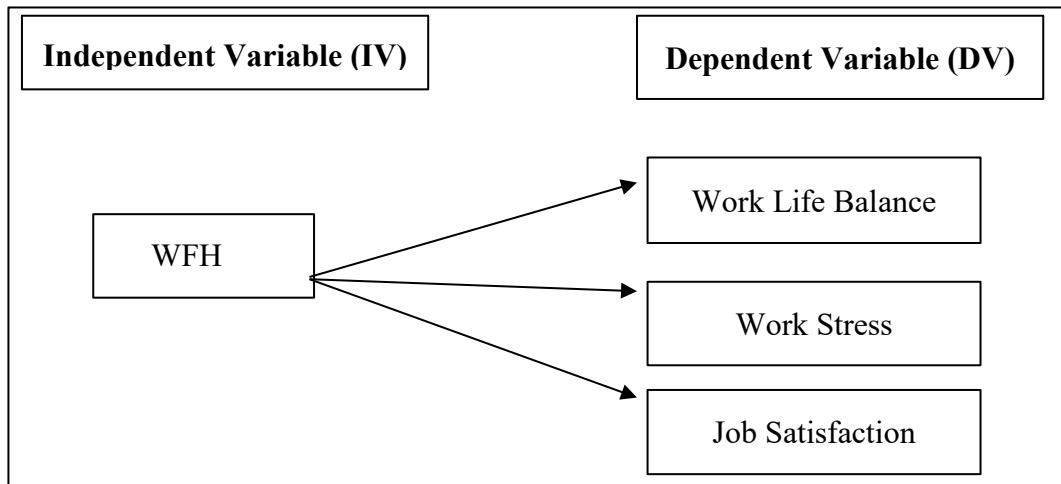 Independent Variable (IV)
Dependent Variable (DV)
Work Life Balance
WFH
Work Stress
Job Satisfaction